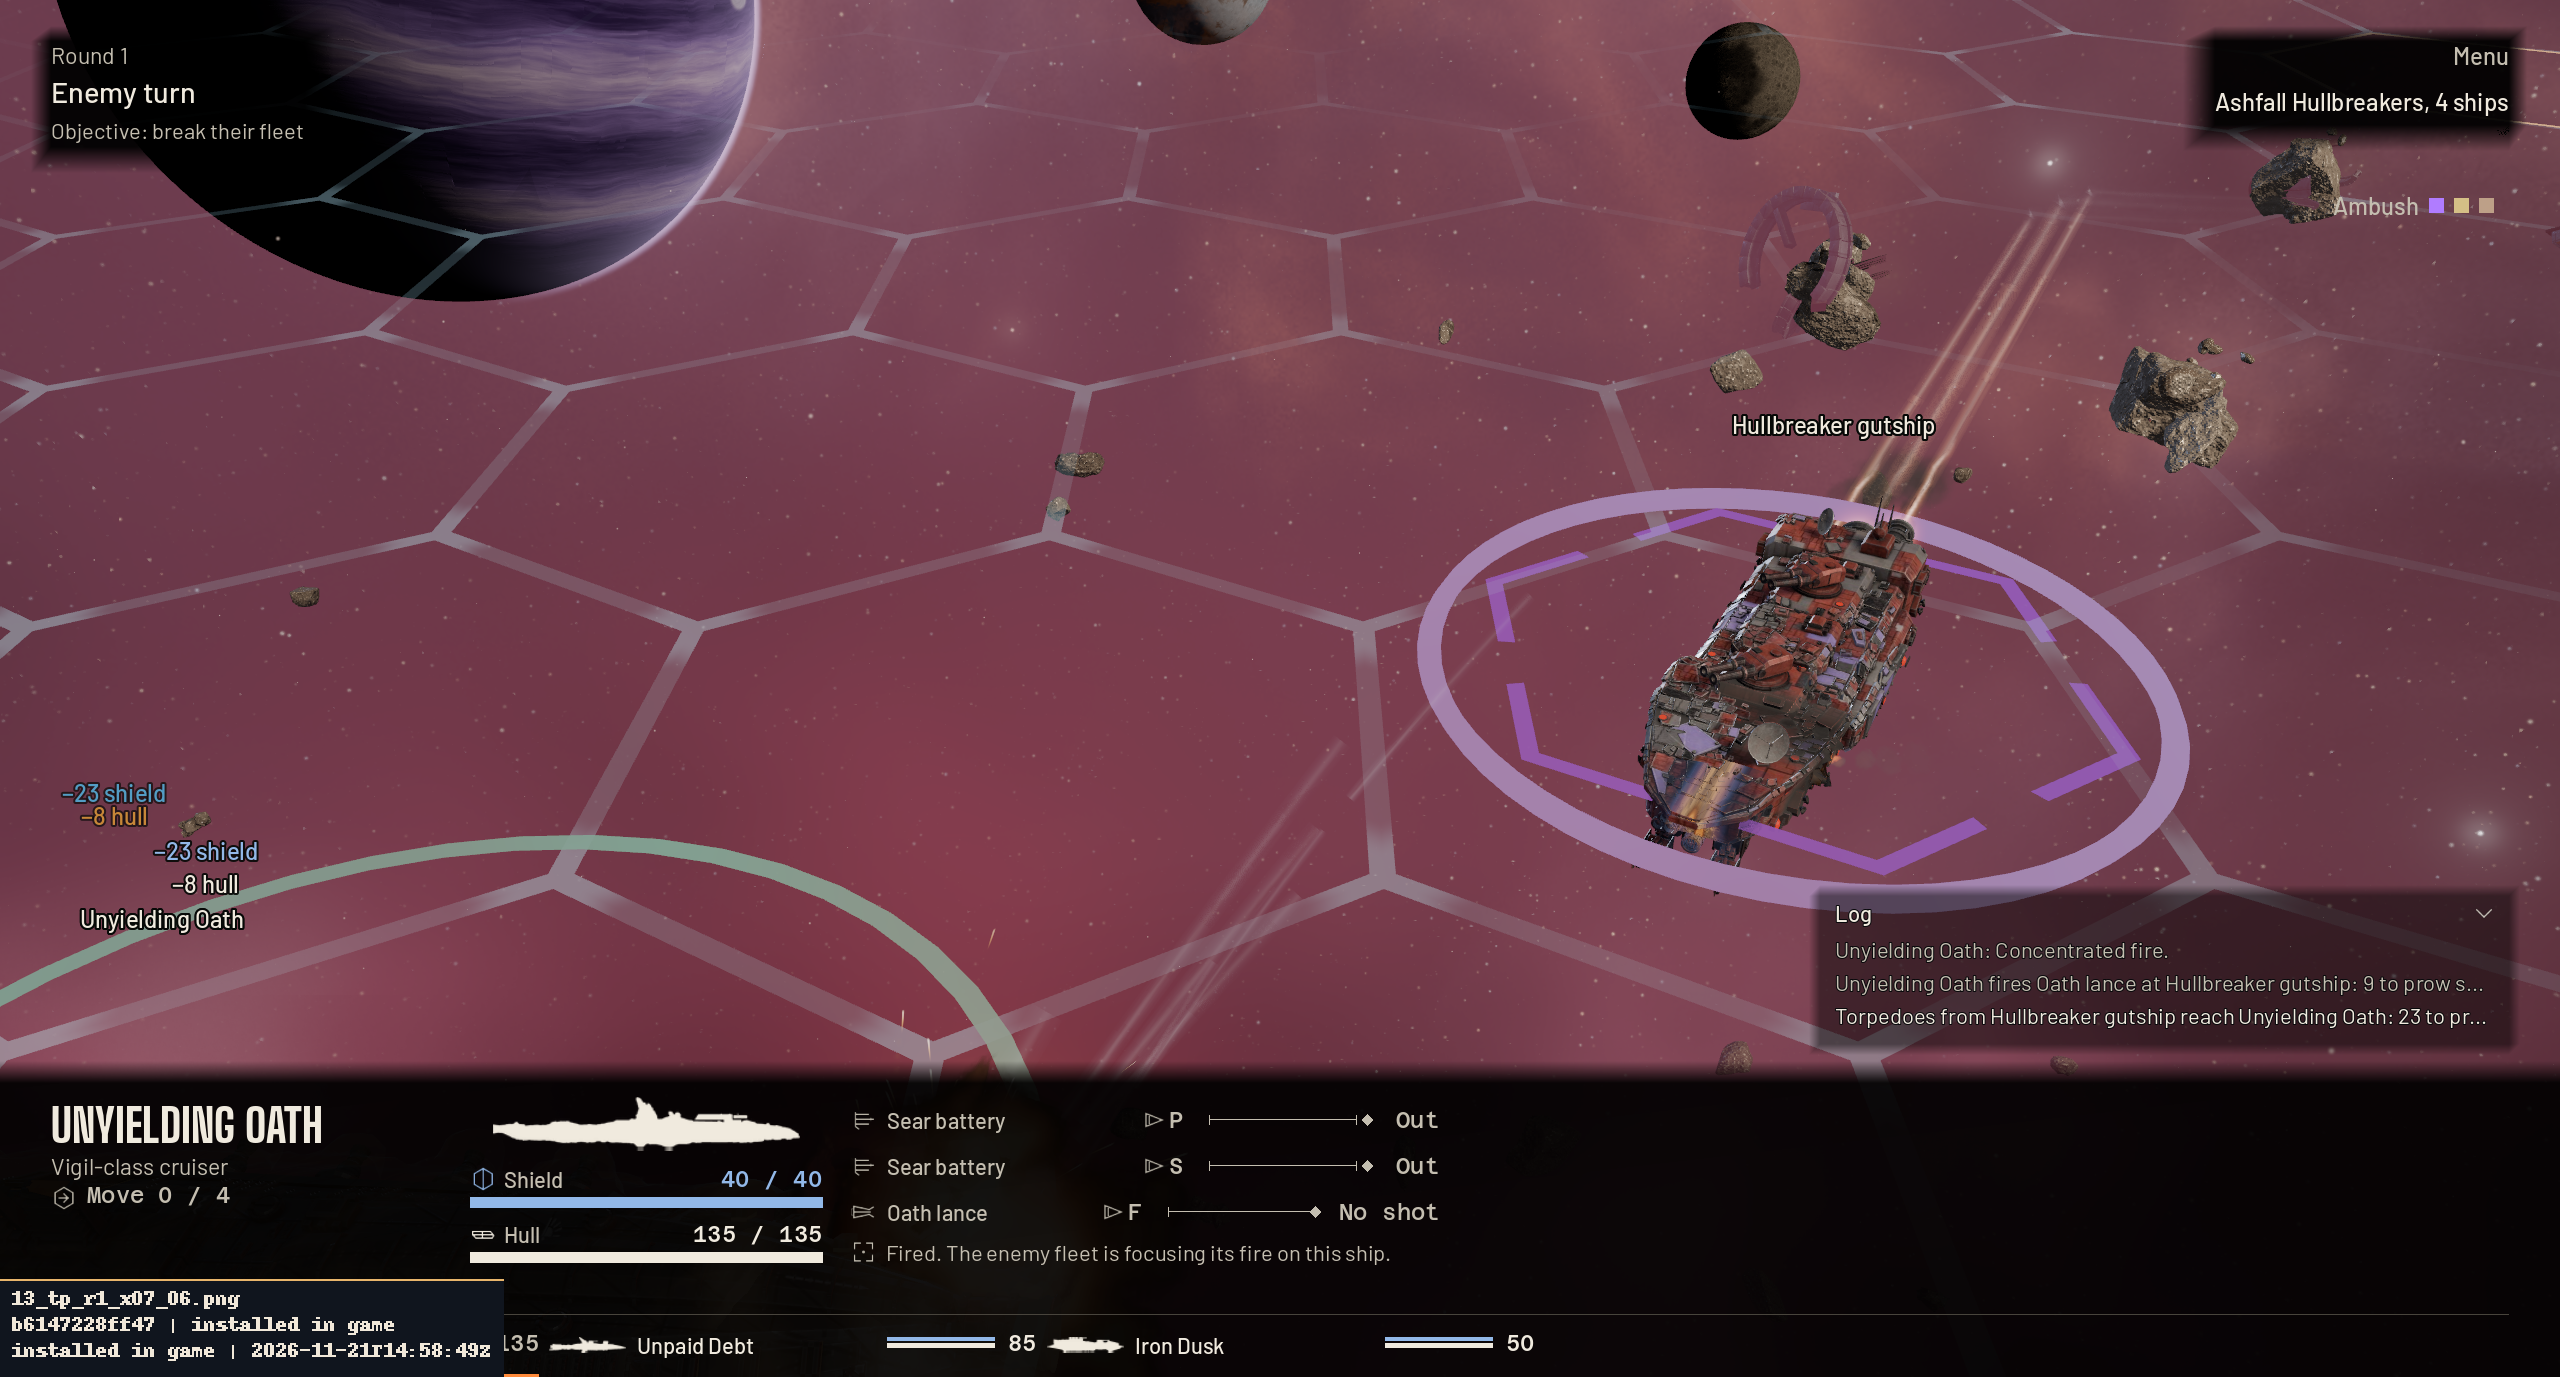 Round 1
Enemy turn
Objective: break their fleet
Menu
Ashfall Hullbreakers, 4 ships
Ambush
Hullbreaker gutship
−23 shield
−8 hull
−23 shield
−8 hull
Unyielding Oath
Log
Unyielding Oath: Concentrated fire.
Unyielding Oath fires Oath lance at Hullbreaker gutship: 9 to prow s...
Torpedoes from Hullbreaker gutship reach Unyielding Oath: 23 to pr...
UNYIELDING OATH
Vigil-class cruiser
Move 0 / 4
Shield 40 / 40
Hull 135 / 135
Sear battery P Out
Sear battery S Out
Oath lance F No shot
Fired. The enemy fleet is focusing its fire on this ship.
13_tp_r1_x07_06.png
b6147228ff47 | installed in game
installed in game | 2026-11-21r14:58:49z
135 Unpaid Debt 85 Iron Dusk 50